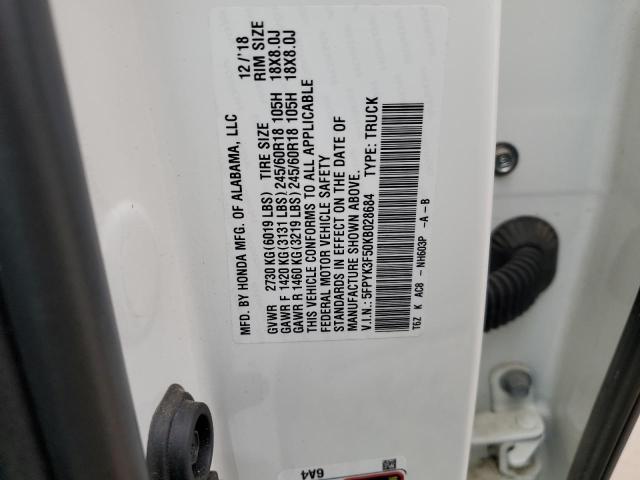 MFD. BY HONDA MFG. OF ALABAMA, LLC 12/'18
GVWR 2730 KG(6019 LBS) TIRE SIZE RIM SIZE
GAWR F 1420 KG(3131 LBS) 245/60R18 105H 18X8.0J
GAWR R 1460 KG(3219 LBS) 245/60R18 105H 18X8.0J
THIS VEHICLE CONFORMS TO ALL APPLICABLE
FEDERAL MOTOR VEHICLE SAFETY
STANDARDS IN EFFECT ON THE DATE OF
MANUFACTURE SHOWN ABOVE.
V.I.N.: 5FPYK3F50KB028684 TYPE: TRUCK
T6Z K AC8 - NH603P -A -B
6A4